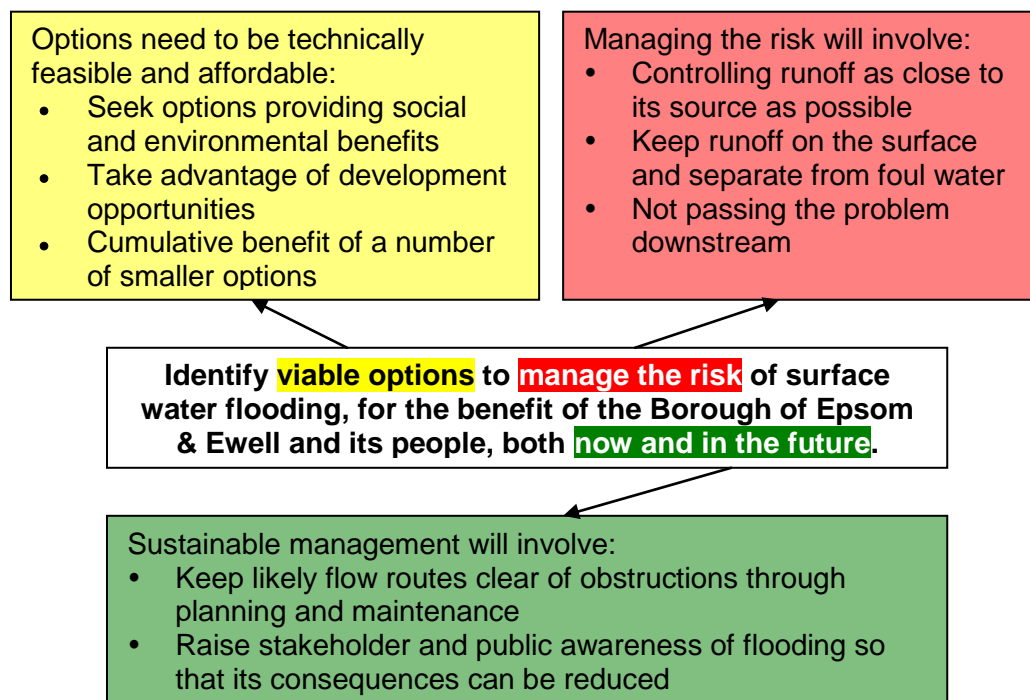 Options need to be technically
feasible and affordable:
• Seek options providing social
and environmental benefits
• Take advantage of development
opportunities
• Cumulative benefit of a number
of smaller options
Managing the risk will involve:
• Controlling runoff as close to
its source as possible
• Keep runoff on the surface
and separate from foul water
• Not passing the problem
downstream
Identify viable options to manage the risk of surface
water flooding, for the benefit of the Borough of Epsom
& Ewell and its people, both now and in the future.
Sustainable management will involve:
• Keep likely flow routes clear of obstructions through
planning and maintenance
• Raise stakeholder and public awareness of flooding so
that its consequences can be reduced